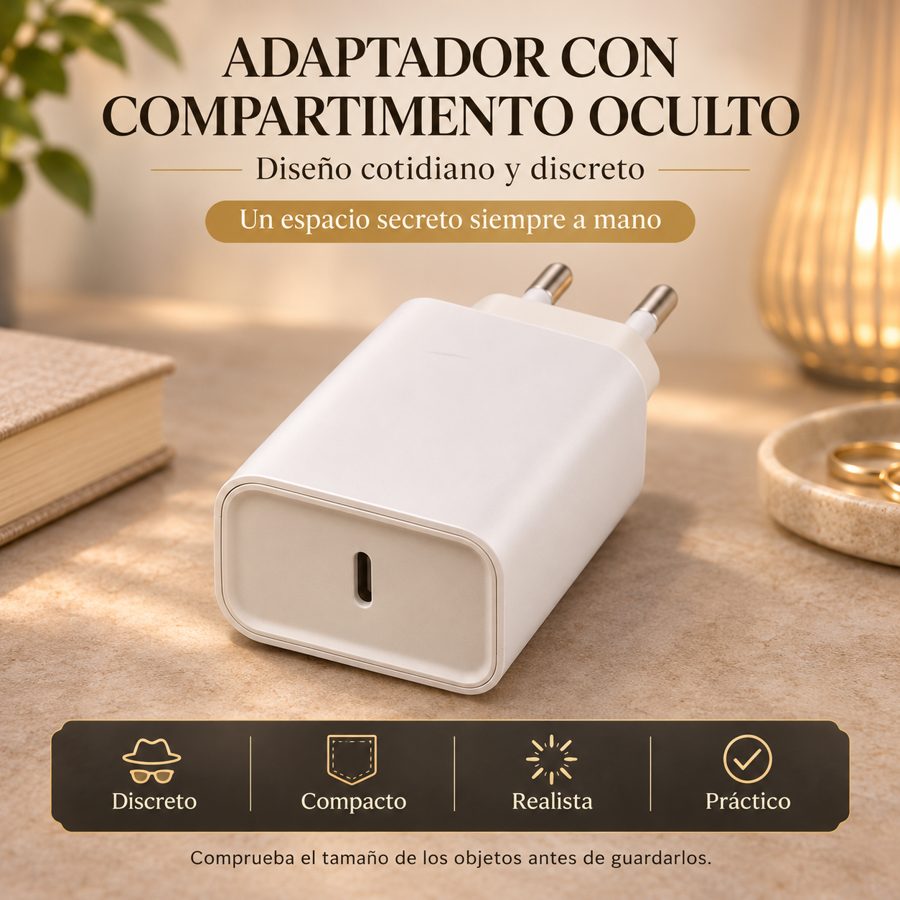 ADAPTADOR CON
COMPARTIMENTO OCULTO
Diseño cotidiano y discreto
Un espacio secreto siempre a mano
Discreto
Compacto
Realista
Práctico
Comprueba el tamaño de los objetos antes de guardarlos.